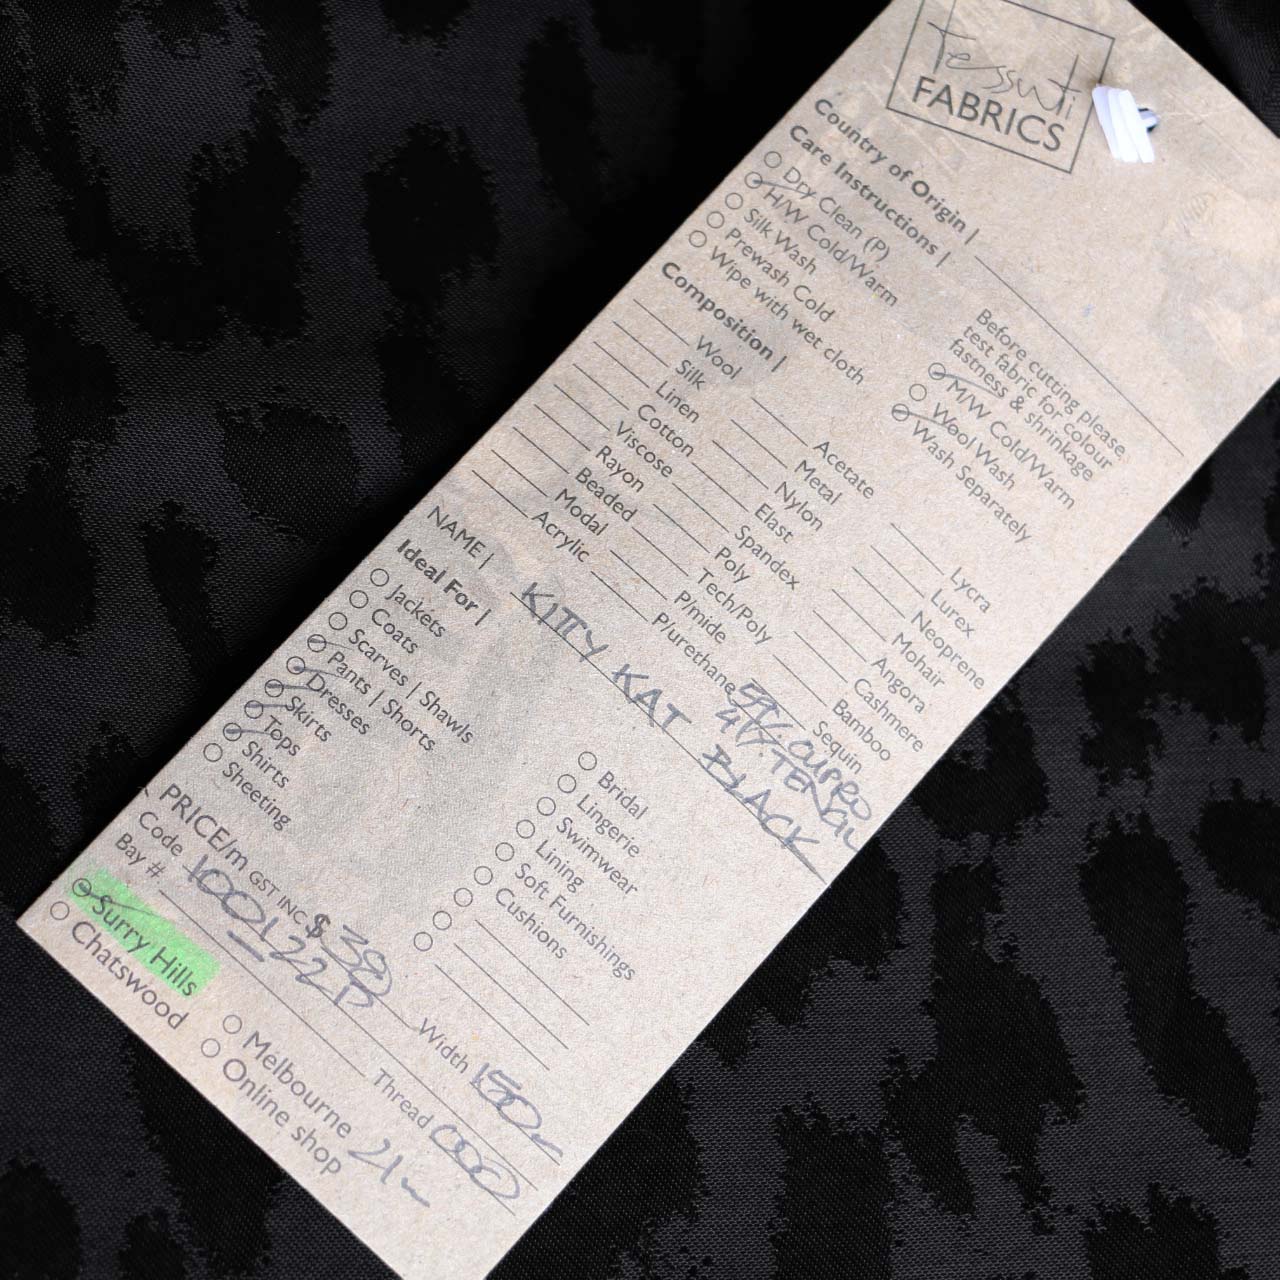 Tessuti
FABRICS
Country of Origin |
Care Instructions |
Dry Clean (P)
H/W Cold/Warm
Silk Wash
Prewash Cold
Wipe with wet cloth
Before cutting please
test fabric for colour
fastness & shrinkage
M/W Cold/Warm
Wool Wash
Wash Separately
Composition |
Wool
Silk
Linen
Cotton
Viscose
Rayon
Beaded
Modal
Acrylic
Acetate
Metal
Nylon
Elast
Spandex
Poly
Tech/Poly
P/mide
P/urethane
Lycra
Lurex
Neoprene
Mohair
Angora
Cashmere
Bamboo
Sequin
59% CUPRO
41% TENCEL
NAME | KITTY KAT BLACK
Ideal For |
Jackets
Coats
Scarves | Shawls
Pants | Shorts
Dresses
Skirts
Tops
Shirts
Sheeting
Bridal
Lingerie
Swimwear
Lining
Soft Furnishings
Cushions
PRICE/m GST INC $ 38 Width 150
Code 100122D Thread 000
Bay #
Surry Hills
Chatswood
Melbourne
Online shop